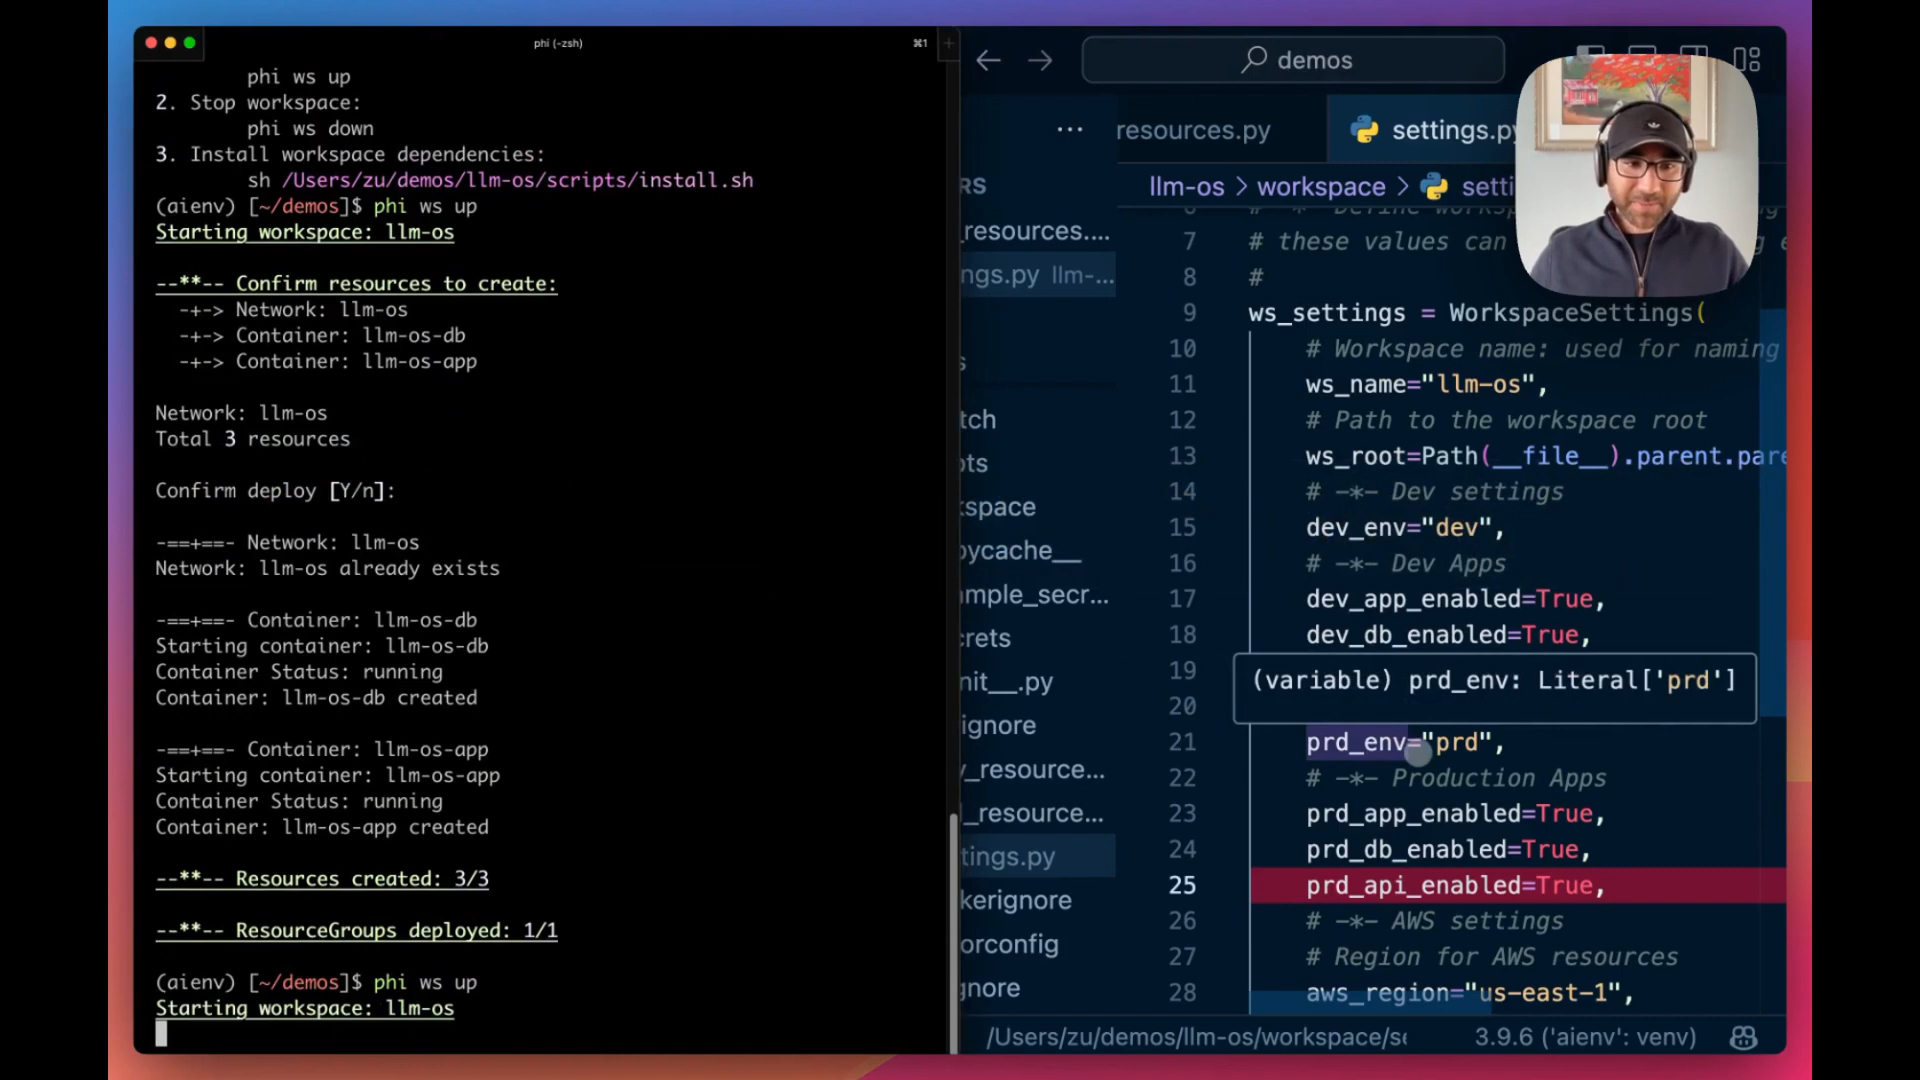 phi (-zsh)
⌘1
phi ws up
2. Stop workspace:
phi ws down
3. Install workspace dependencies:
sh /Users/zu/demos/llm-os/scripts/install.sh
(aienv) [~/demos]$ phi ws up
Starting workspace: llm-os
--**-- Confirm resources to create:
-+-> Network: llm-os
-+-> Container: llm-os-db
-+-> Container: llm-os-app
Network: llm-os
Total 3 resources
Confirm deploy [Y/n]:
-==+==- Network: llm-os
Network: llm-os already exists
-==+==- Container: llm-os-db
Starting container: llm-os-db
Container Status: running
Container: llm-os-db created
-==+==- Container: llm-os-app
Starting container: llm-os-app
Container Status: running
Container: llm-os-app created
--**-- Resources created: 3/3
--**-- ResourceGroups deployed: 1/1
(aienv) [~/demos]$ phi ws up
Starting workspace: llm-os
demos
resources.py
settings.py
RS
_resources....
ngs.py llm-...
s
tch
ots
kspace
pycache__
ample_secr...
crets
nit__.py
ignore
y_resource...
l_resource...
tings.py
kerignore
orconfig
gnore
llm-os > workspace > setti
7 # these values can
8 #
9 ws_settings = WorkspaceSettings(
10 # Workspace name: used for naming
11 ws_name="llm-os",
12 # Path to the workspace root
13 ws_root=Path(__file__).parent.pare
14 # -*- Dev settings
15 dev_env="dev",
16 # -*- Dev Apps
17 dev_app_enabled=True,
18 dev_db_enabled=True,
19
(variable) prd_env: Literal['prd']
20
21 prd_env="prd",
22 # -*- Production Apps
23 prd_app_enabled=True,
24 prd_db_enabled=True,
25 prd_api_enabled=True,
26 # -*- AWS settings
27 # Region for AWS resources
28 aws_region="us-east-1",
/Users/zu/demos/llm-os/workspace/se
3.9.6 ('aienv': venv)